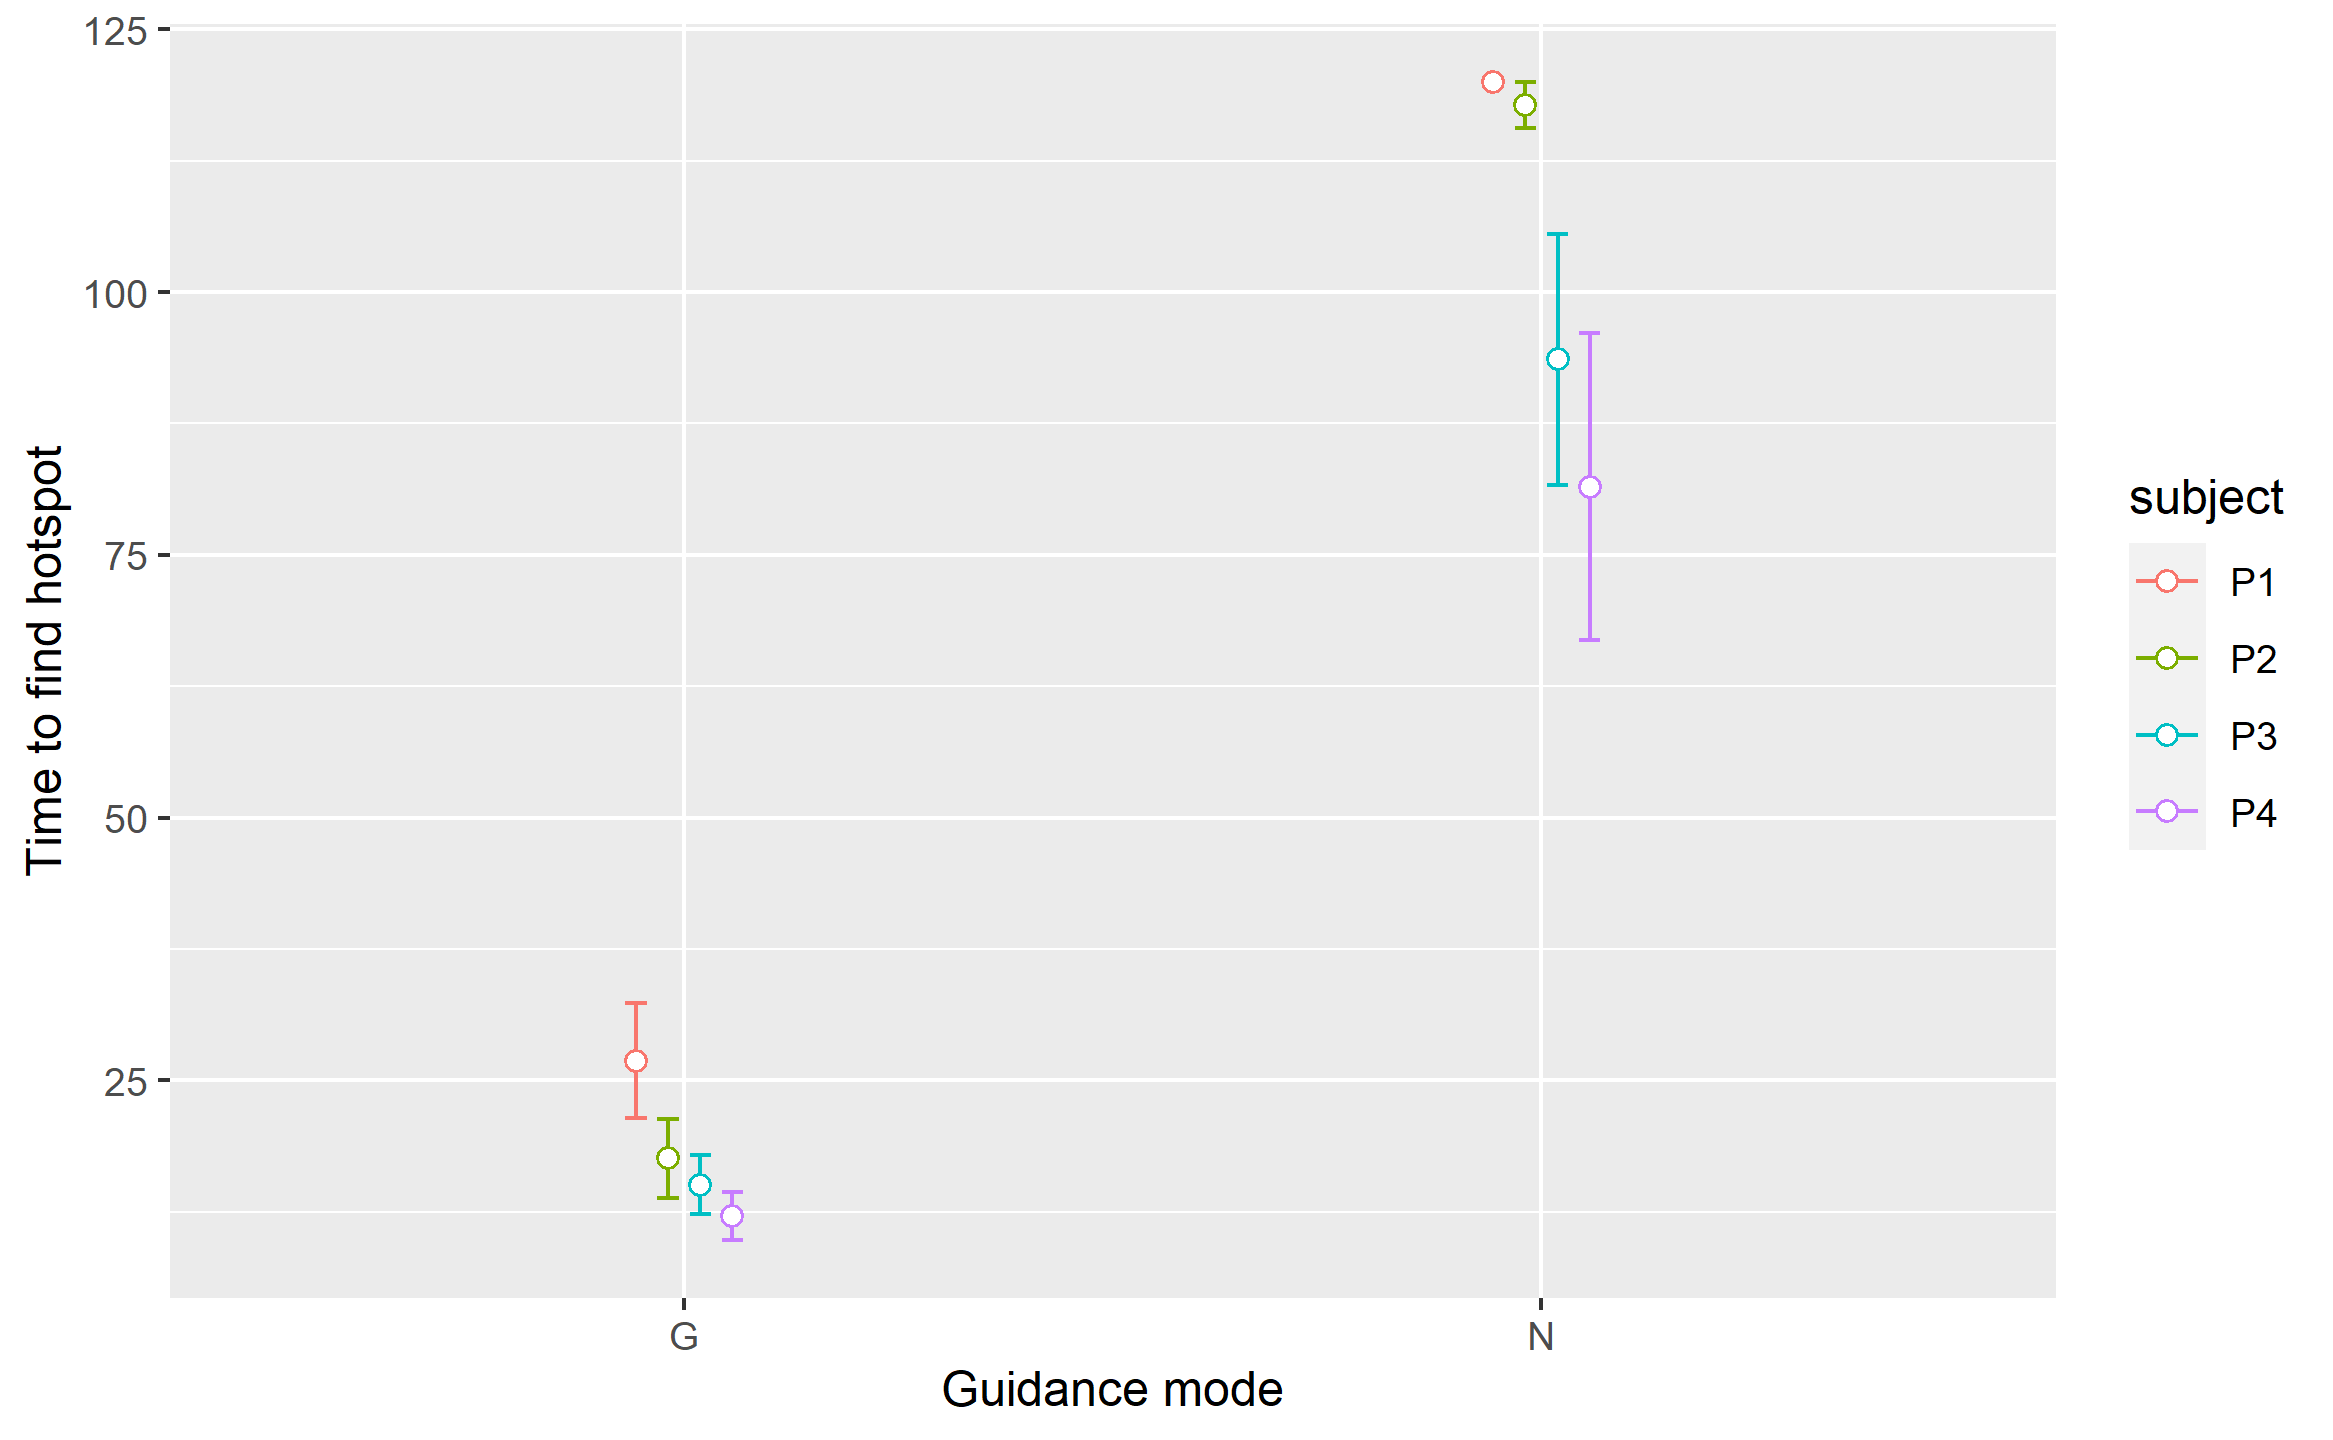 125
100
75
50
25
Time to find hotspot
G
N
Guidance mode
subject
P1
P2
P3
P4